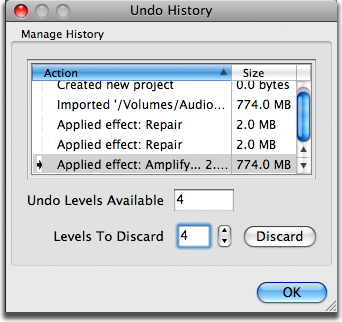 Undo History
Manage History
Action Size
Created new project 0.0 bytes
Imported '/Volumes/Audio... 774.0 MB
Applied effect: Repair 2.0 MB
Applied effect: Repair 2.0 MB
Applied effect: Amplify... 2.... 774.0 MB
Undo Levels Available 4
Levels To Discard 4 Discard
OK